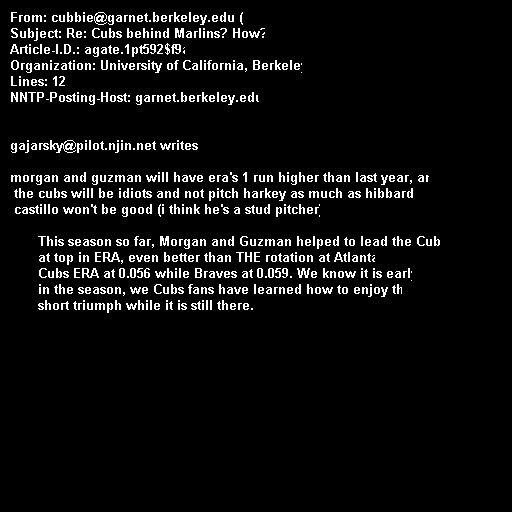 From: cubbie@garnet.berkeley.edu (
Subject: Re: Cubs behind Marlins? How?
Article-I.D.: agate.1pt592$f9a
Organization: University of California, Berkeley
Lines: 12
NNTP-Posting-Host: garnet.berkeley.edu
gajarsky@pilot.njin.net writes
morgan and guzman will have era's 1 run higher than last year, an
the cubs will be idiots and not pitch harkey as much as hibbard
castillo won't be good (i think he's a stud pitcher)
This season so far, Morgan and Guzman helped to lead the Cub
at top in ERA, even better than THE rotation at Atlanta
Cubs ERA at 0.056 while Braves at 0.059. We know it is early
in the season, we Cubs fans have learned how to enjoy th
short triumph while it is still there.